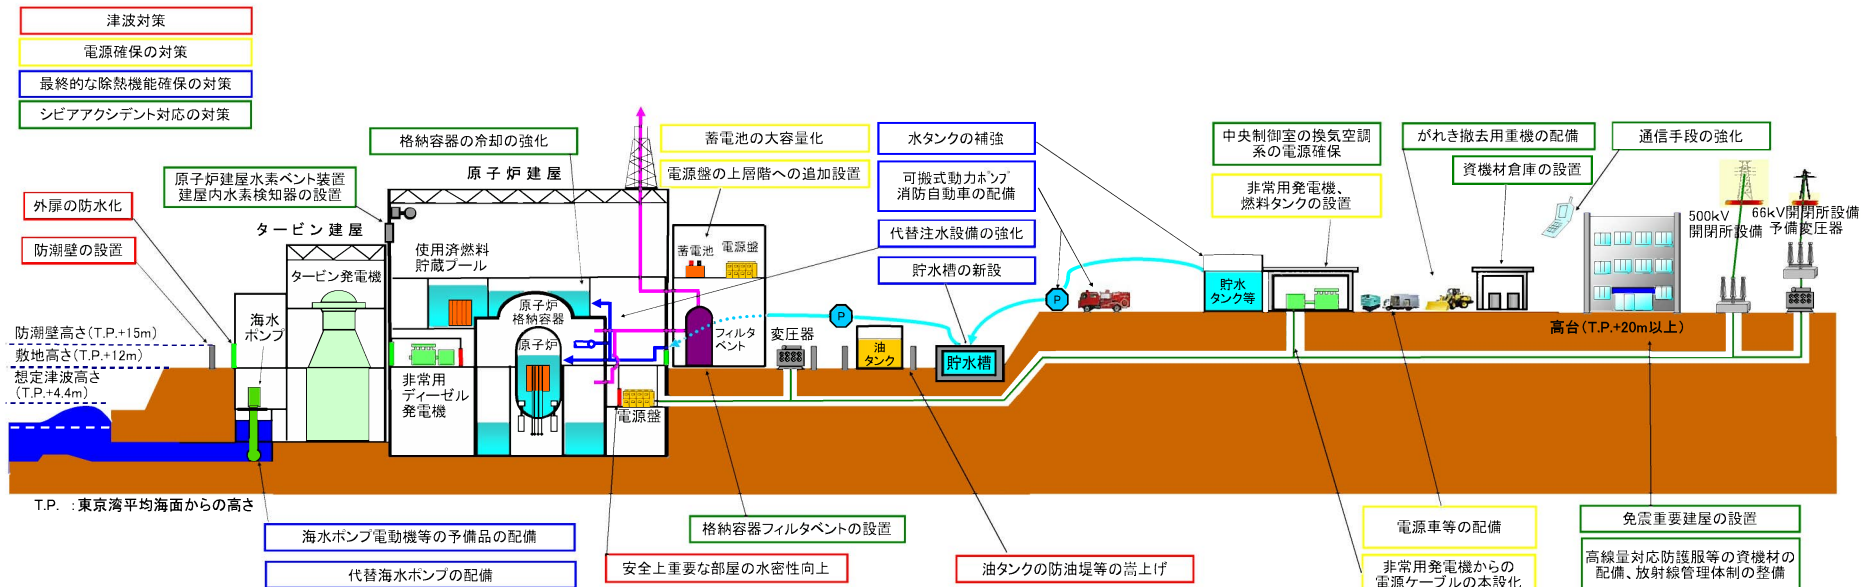 津波対策
電源確保の対策
最終的な除熱機能確保の対策
シビアアクシデント対応の対策
格納容器の冷却の強化
蓄電池の大容量化
電源盤の上層階への追加設置
水タンクの補強
可搬式動力ポンプ
消防自動車の配備
代替注水設備の強化
貯水槽の新設
中央制御室の換気空調
系の電源確保
非常用発電機、
燃料タンクの設置
がれき撤去用重機の配備
資機材倉庫の設置
通信手段の強化
原子炉建屋水素ベント装置
建屋内水素検知器の設置
外扉の防水化
防潮壁の設置
原子炉建屋
タービン建屋
タービン発電機
使用済燃料
貯蔵プール
蓄電池
電源盤
500kV
開閉所設備
66kV開閉所設備
予備変圧器
海水
ポンプ
原子炉
格納容器
原子炉
フィルタ
ベント
変圧器
P
油
タンク
貯水槽
P
貯水
タンク等
高台(T.P.+20m以上)
防潮壁高さ(T.P.+15m)
敷地高さ(T.P.+12m)
想定津波高さ
(T.P.+4.4m)
非常用
ディーゼル
発電機
電源盤
T.P. :東京湾平均海面からの高さ
海水ポンプ電動機等の予備品の配備
代替海水ポンプの配備
格納容器フィルタベントの設置
安全上重要な部屋の水密性向上
油タンクの防油堤等の嵩上げ
電源車等の配備
非常用発電機からの
電源ケーブルの本設化
免震重要建屋の設置
高線量対応防護服等の資機材の
配備、放射線管理体制の整備